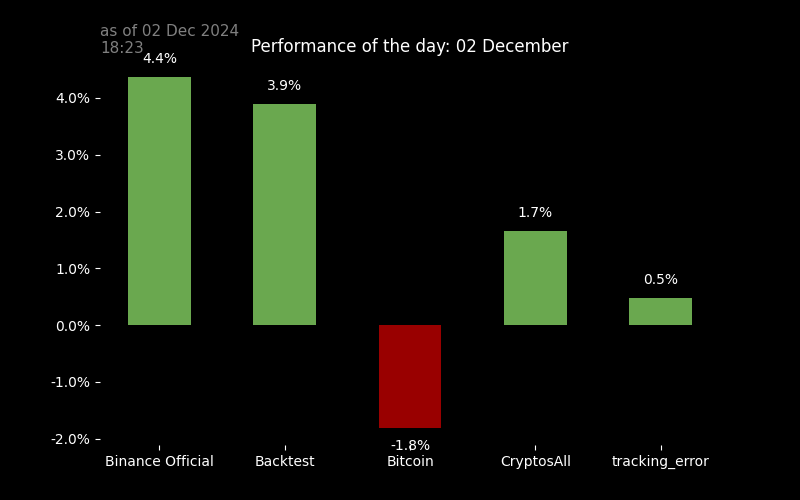 as of 02 Dec 2024
18:23
Performance of the day: 02 December
4.4%
3.9%
1.7%
0.5%
-1.8%
4.0%
3.0%
2.0%
1.0%
0.0%
-1.0%
-2.0%
Binance Official
Backtest
Bitcoin
CryptosAll
tracking_error